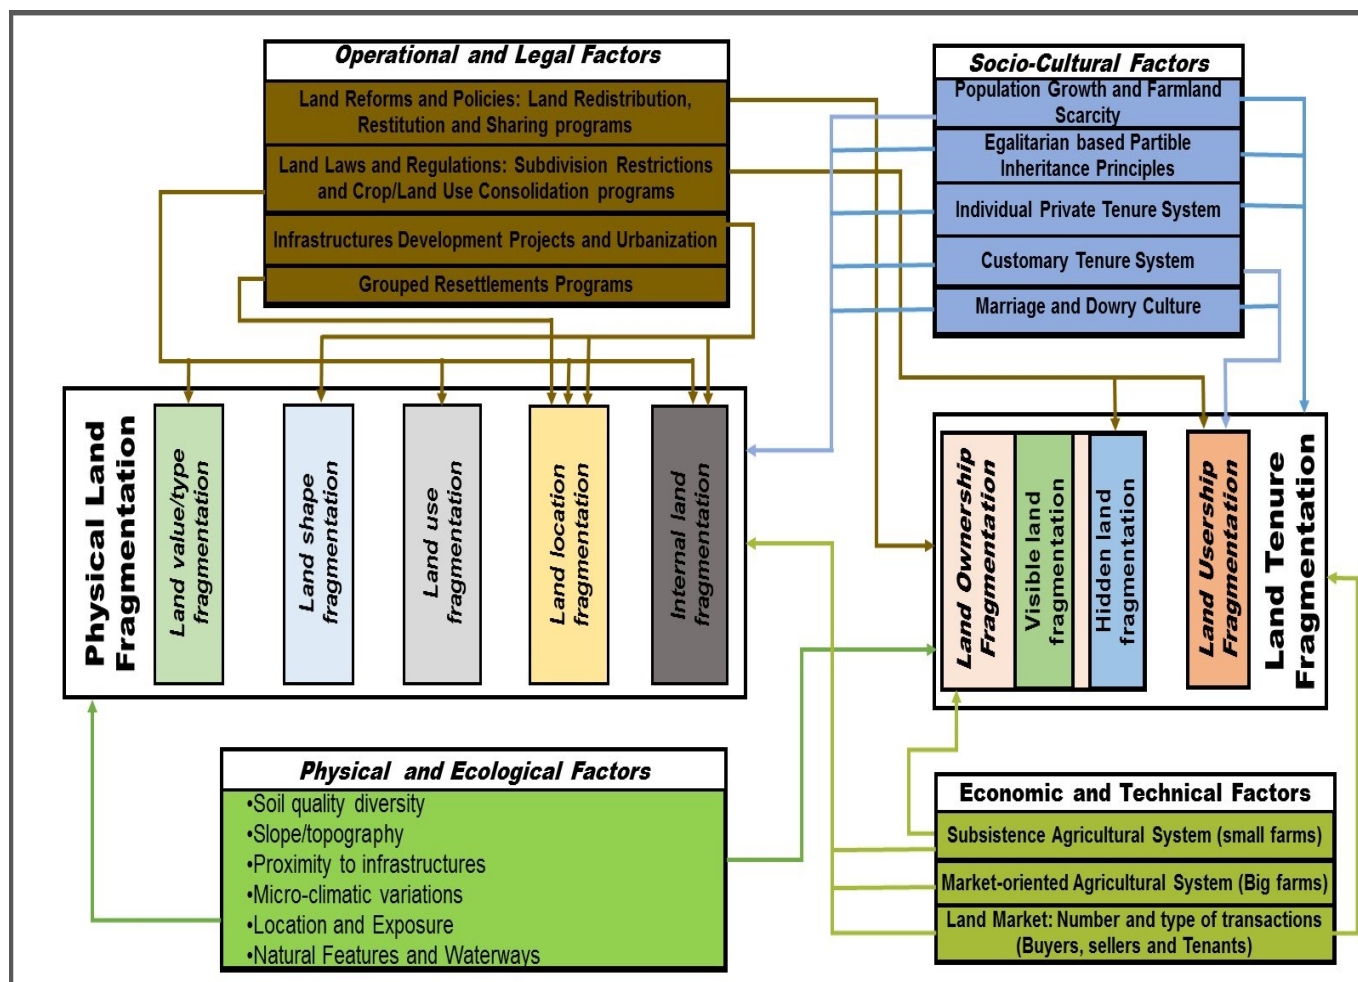 Operational and Legal Factors
Land Reforms and Policies: Land Redistribution,
Restitution and Sharing programs
Land Laws and Regulations: Subdivision Restrictions
and Crop/Land Use Consolidation programs
Infrastructures Development Projects and Urbanization
Grouped Resettlements Programs
Socio-Cultural Factors
Population Growth and Farmland
Scarcity
Egalitarian based Partible
Inheritance Principles
Individual Private Tenure System
Customary Tenure System
Marriage and Dowry Culture
Physical Land
Fragmentation
Land value/type
fragmentation
Land shape
fragmentation
Land use
fragmentation
Land location
fragmentation
Internal land
fragmentation
Land Ownership
Fragmentation
Visible land
fragmentation
Hidden land
fragmentation
Land Usership
Fragmentation
Land Tenure
Fragmentation
Physical and Ecological Factors
•Soil quality diversity
•Slope/topography
•Proximity to infrastructures
•Micro-climatic variations
•Location and Exposure
•Natural Features and Waterways
Economic and Technical Factors
Subsistence Agricultural System (small farms)
Market-oriented Agricultural System (Big farms)
Land Market: Number and type of transactions
(Buyers, sellers and Tenants)